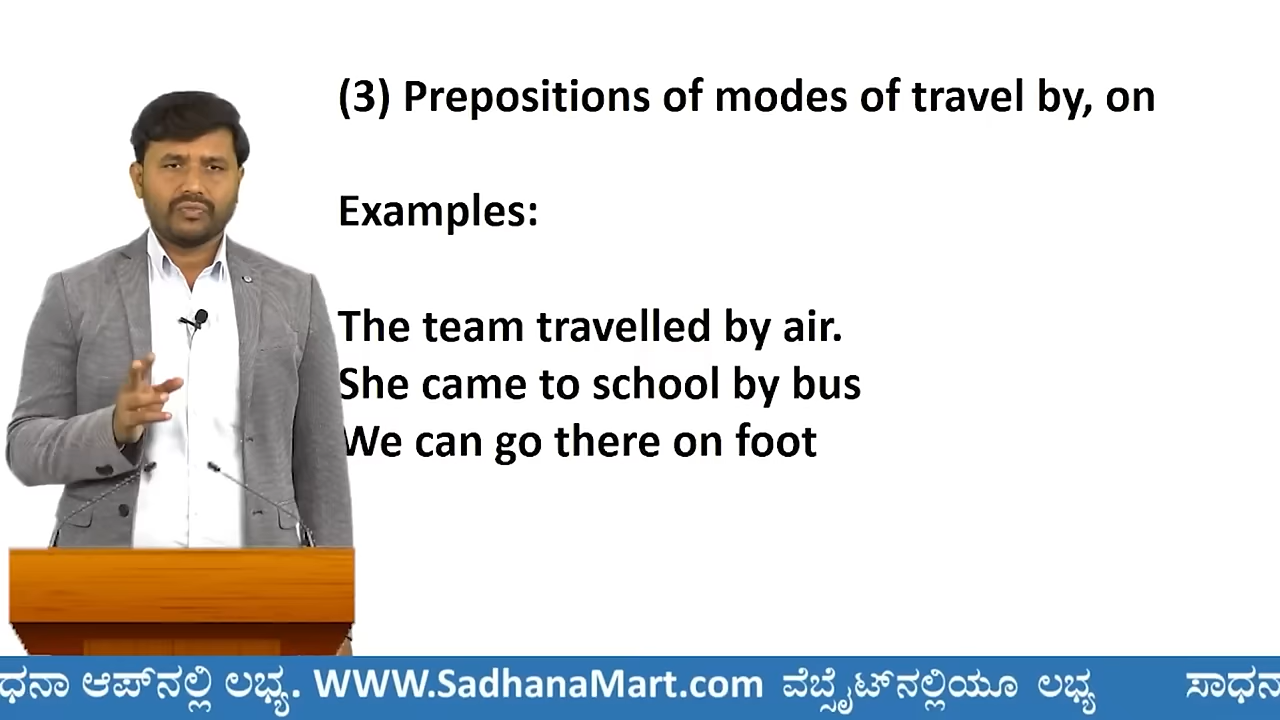 (3) Prepositions of modes of travel by, on
Examples:
The team travelled by air.
She came to school by bus
We can go there on foot
ಆಪ್‌ನಲ್ಲಿ ಲಭ್ಯ. WWW.SadhanaMart.com ವೆಬ್ಸೈಟ್‌ನಲ್ಲಿಯೂ ಲಭ್ಯ